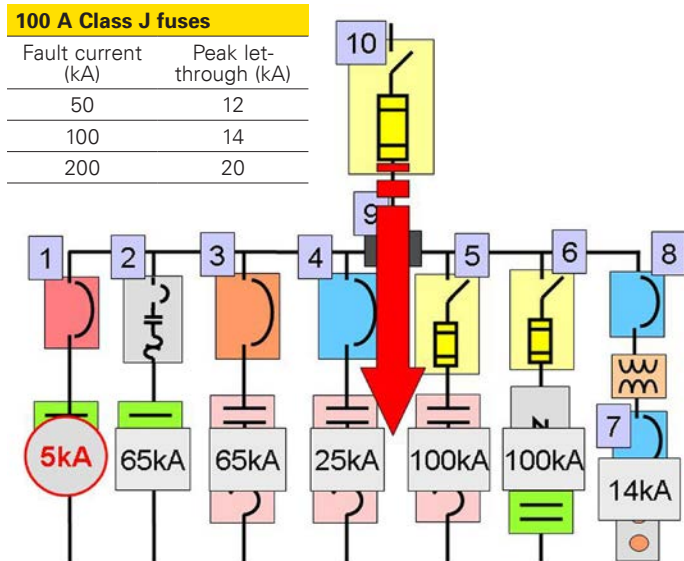 100 A Class J fuses
Fault current (kA)
Peak let-through (kA)
50 12
100 14
200 20
10
9
1 2 3 4 5 6 8
7
5kA 65kA 65kA 25kA 100kA 100kA 14kA